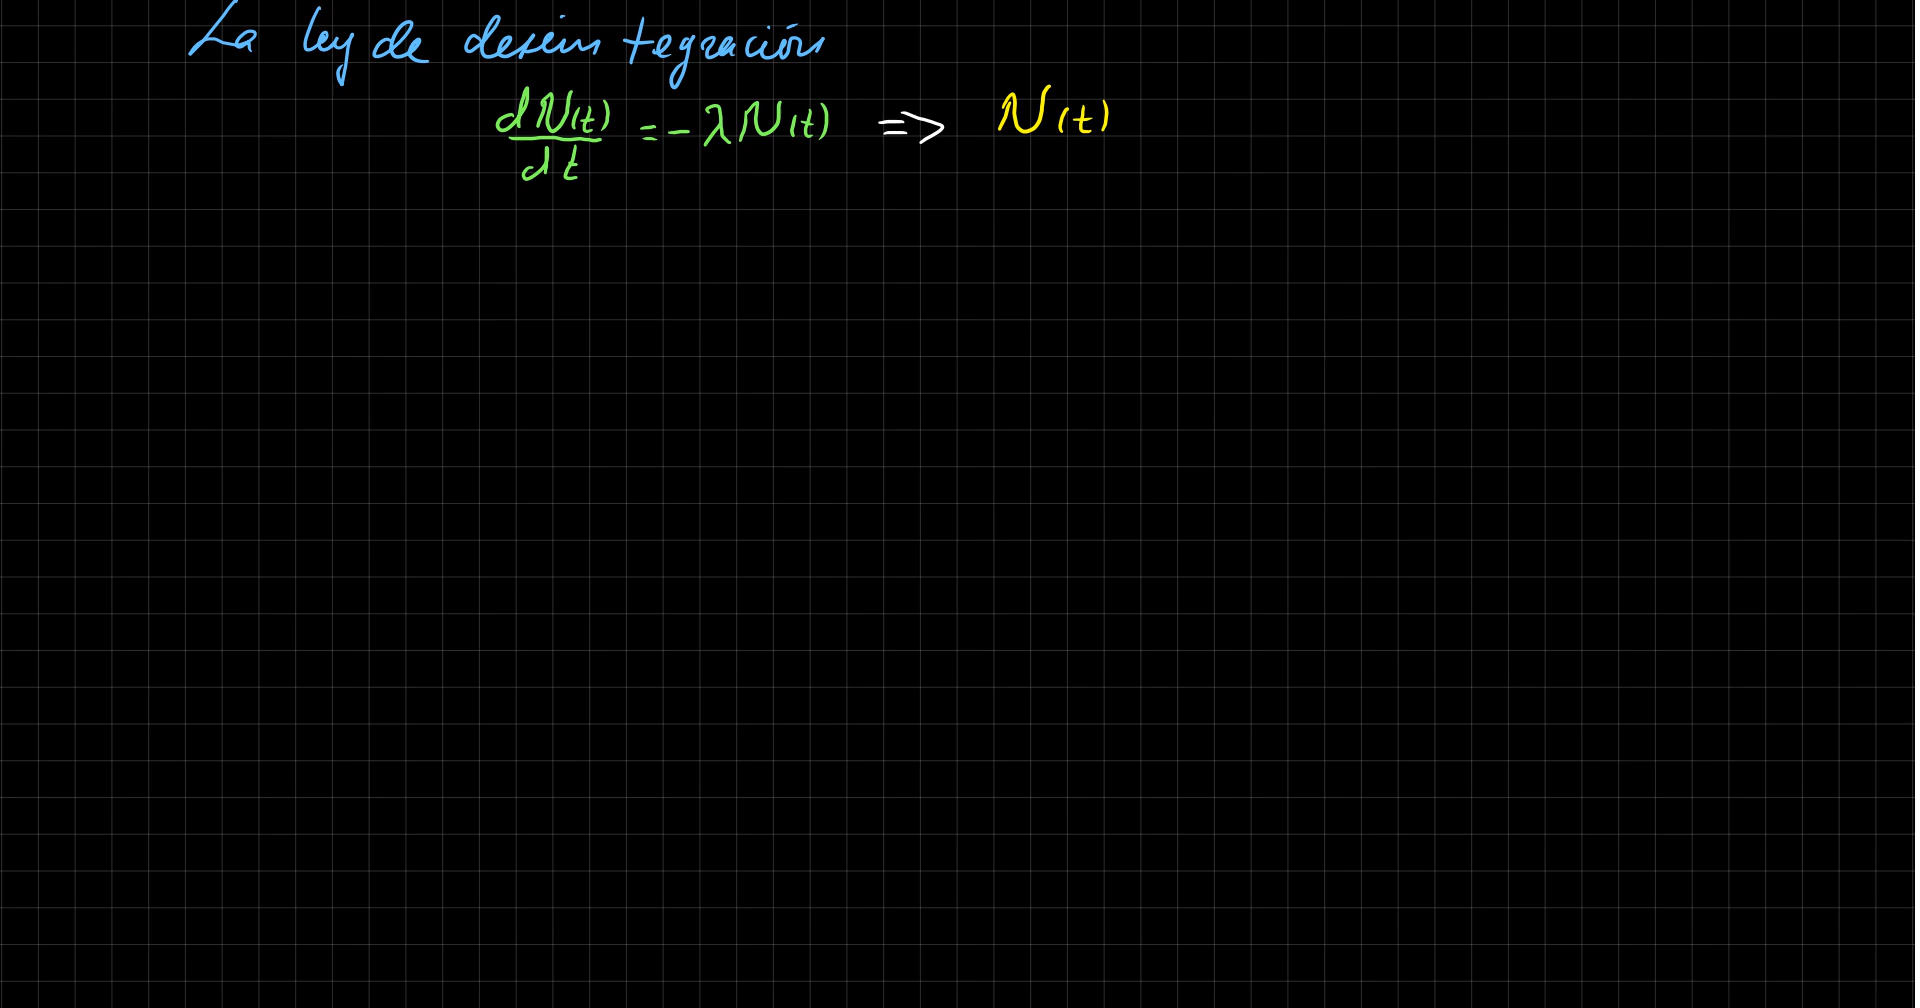 La ley de desintegración
dN(t)/dt = -λN(t) => N(t)